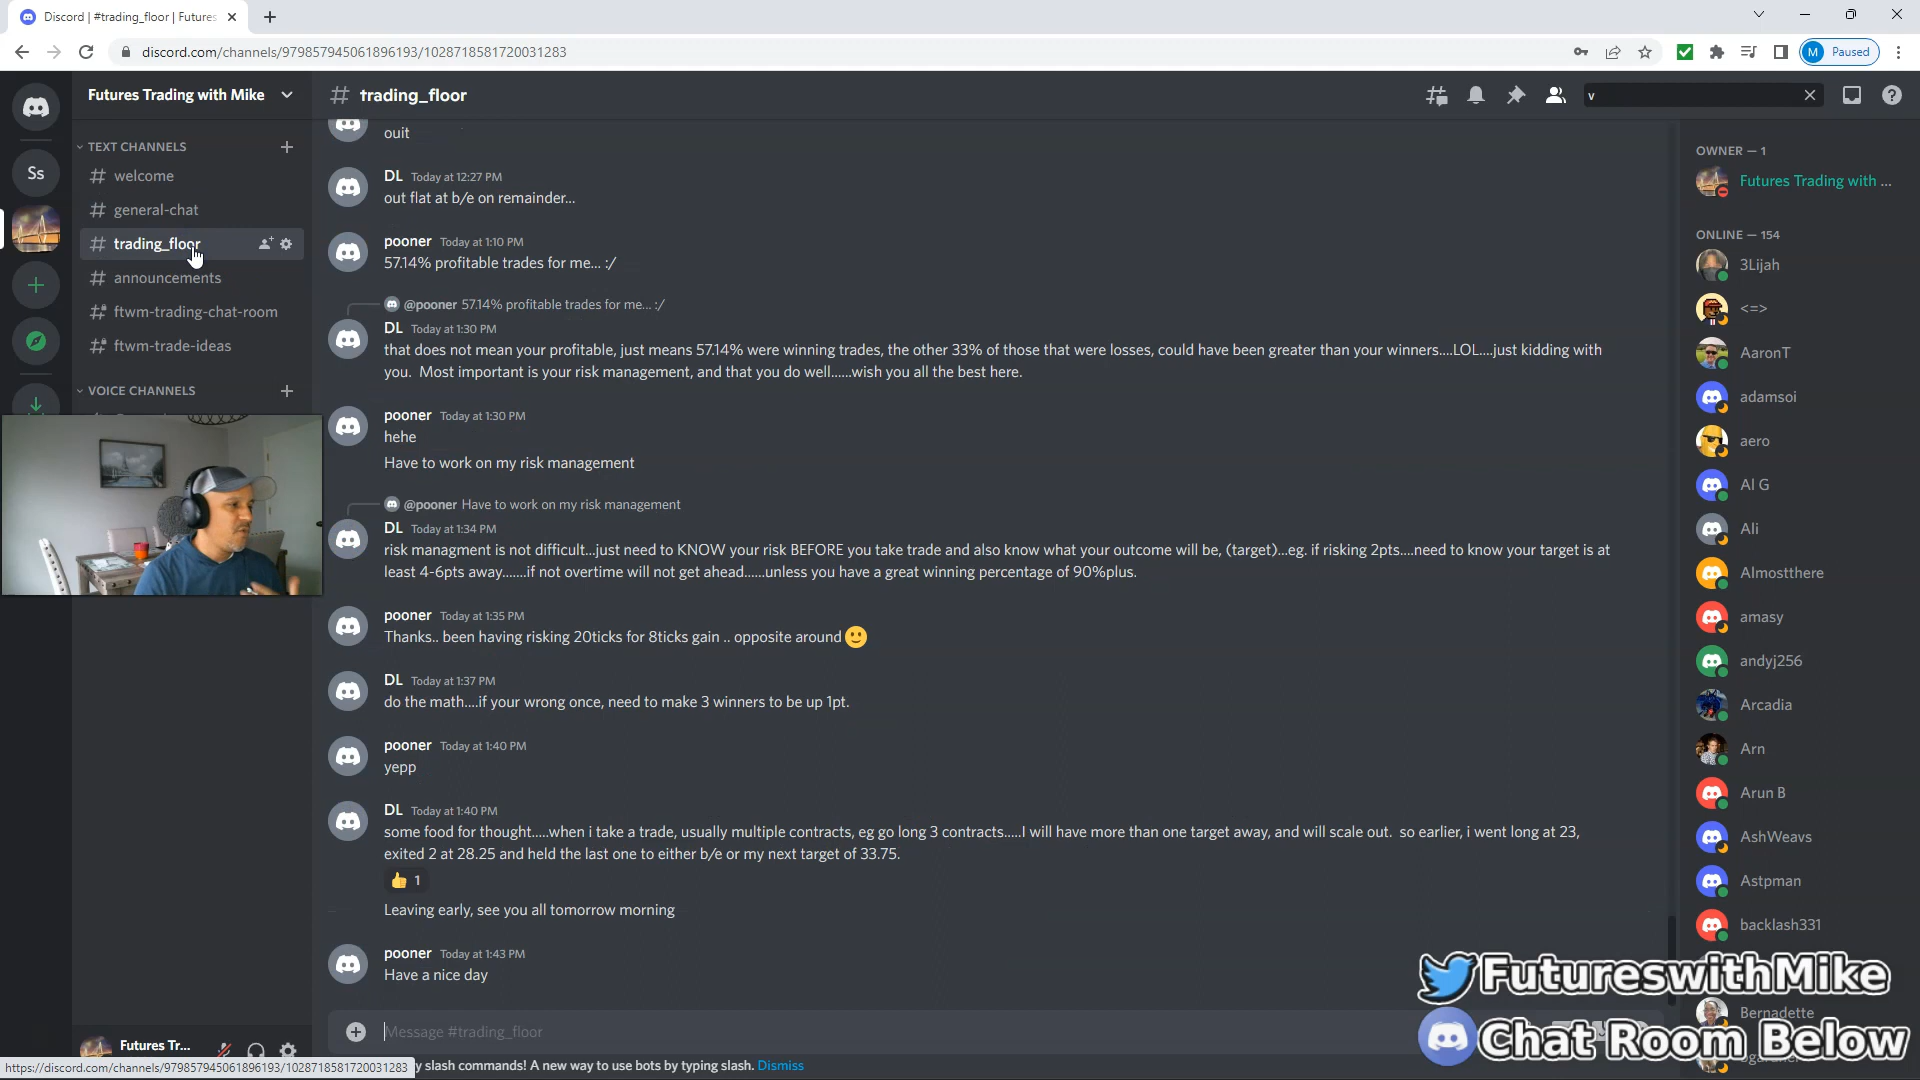 Discord | #trading_floor | Futures
discord.com/channels/979857945061896193/1028718581720031283
M Paused
Futures Trading with Mike
# trading_floor
v
TEXT CHANNELS
# welcome
# general-chat
# trading_floor
# announcements
# ftwm-trading-chat-room
# ftwm-trade-ideas
VOICE CHANNELS
Ss
ouit
DL Today at 12:27 PM
out flat at b/e on remainder...
pooner Today at 1:10 PM
57.14% profitable trades for me... :/
@pooner 57.14% profitable trades for me... :/
DL Today at 1:30 PM
that does not mean your profitable, just means 57.14% were winning trades, the other 33% of those that were losses, could have been greater than your winners....LOL....just kidding with
you. Most important is your risk management, and that you do well......wish you all the best here.
pooner Today at 1:30 PM
hehe
Have to work on my risk management
@pooner Have to work on my risk management
DL Today at 1:34 PM
risk managment is not difficult...just need to KNOW your risk BEFORE you take trade and also know what your outcome will be, (target)...eg. if risking 2pts....need to know your target is at
least 4-6pts away.......if not overtime will not get ahead......unless you have a great winning percentage of 90%plus.
pooner Today at 1:35 PM
Thanks.. been having risking 20ticks for 8ticks gain .. opposite around 🙂
DL Today at 1:37 PM
do the math....if your wrong once, need to make 3 winners to be up 1pt.
pooner Today at 1:40 PM
yepp
DL Today at 1:40 PM
some food for thought.....when i take a trade, usually multiple contracts, eg go long 3 contracts.....I will have more than one target away, and will scale out. so earlier, i went long at 23,
exited 2 at 28.25 and held the last one to either b/e or my next target of 33.75.
👍 1
Leaving early, see you all tomorrow morning
pooner Today at 1:43 PM
Have a nice day
Message #trading_floor
y slash commands! A new way to use bots by typing slash. Dismiss
Futures Tr...
https://discord.com/channels/979857945061896193/1028718581720031283
OWNER — 1
Futures Trading with ...
ONLINE — 154
3Lijah
<=>
AaronT
adamsoi
aero
Al G
Ali
Almostthere
amasy
andyj256
Arcadia
Arn
Arun B
AshWeavs
Astpman
backlash331
Bernadette
FutureswithMike
Chat Room Below